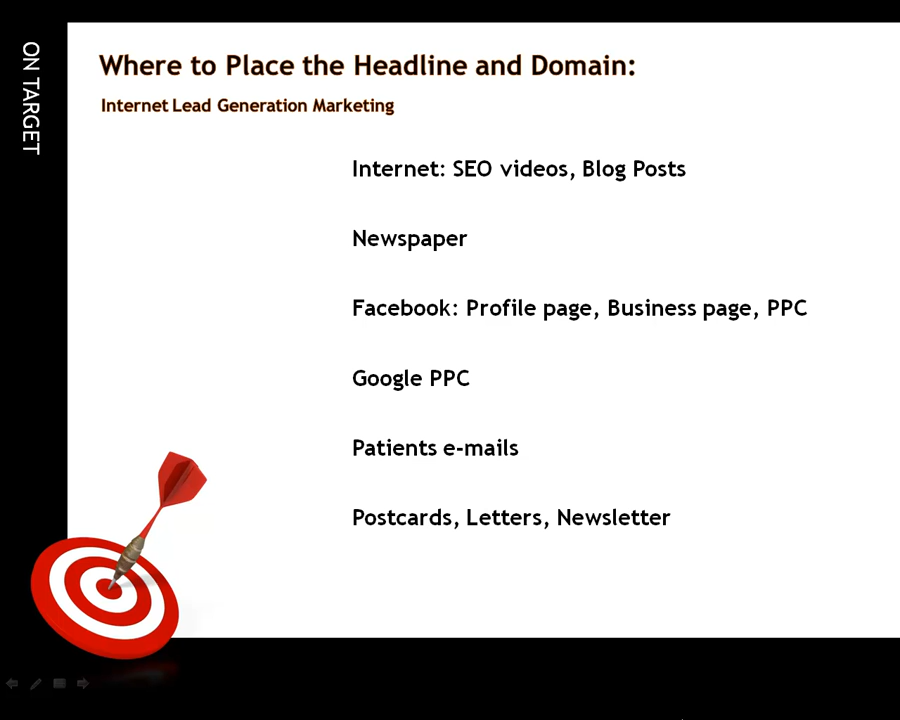 ON TARGET
Where to Place the Headline and Domain:
Internet Lead Generation Marketing
Internet: SEO videos, Blog Posts
Newspaper
Facebook: Profile page, Business page, PPC
Google PPC
Patients e-mails
Postcards, Letters, Newsletter